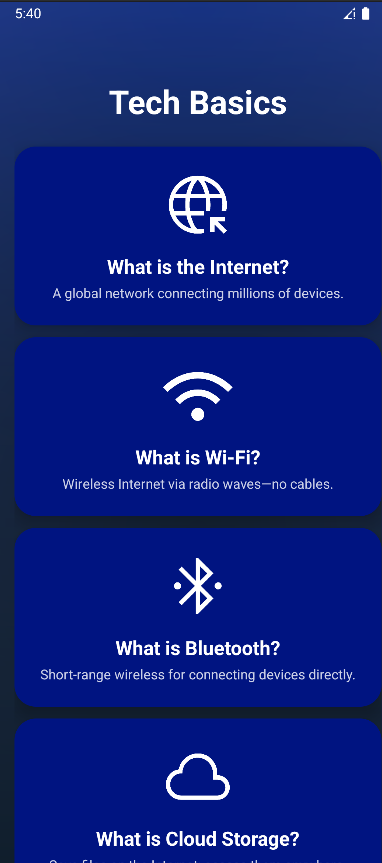 5:40
Tech Basics
What is the Internet?
A global network connecting millions of devices.
What is Wi-Fi?
Wireless Internet via radio waves—no cables.
What is Bluetooth?
Short-range wireless for connecting devices directly.
What is Cloud Storage?